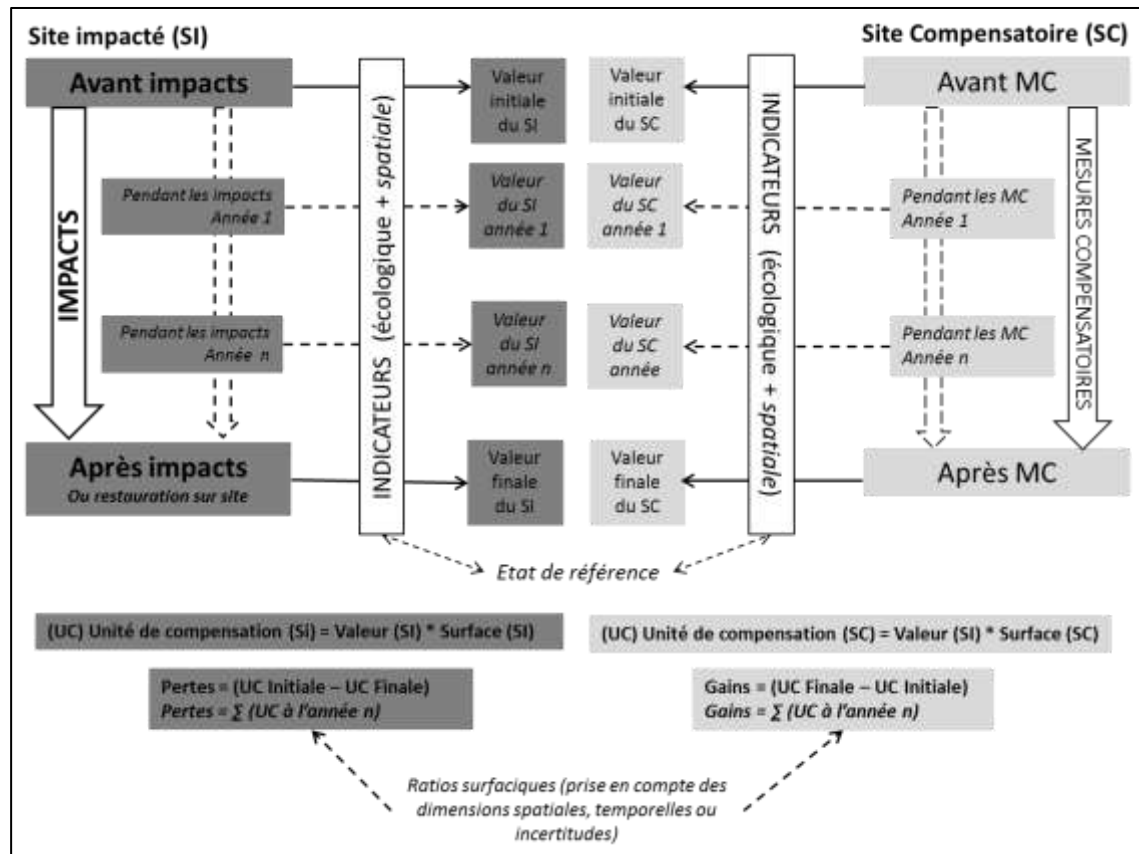 Site impacté (SI)
Site Compensatoire (SC)
Avant impacts
Valeur
initiale
du SI
Valeur
initiale
du SC
Avant MC
IMPACTS
INDICATEURS (écologique + spatiale)
INDICATEURS (écologique + spatiale)
MESURES COMPENSATOIRES
Pendant les impacts
Année 1
Valeur
du SI
année 1
Valeur
du SC
année 1
Pendant les MC
Année 1
Pendant les impacts
Année n
Valeur
du SI
année n
Valeur
du SC
année
Pendant les MC
Année n
Après impacts
Ou restauration sur site
Valeur
finale
du SI
Valeur
finale
du SC
Après MC
Etat de référence
(UC) Unité de compensation (Si) = Valeur (SI) * Surface (SI)
(UC) Unité de compensation (SC) = Valeur (SI) * Surface (SC)
Pertes = (UC Initiale – UC Finale)
Pertes = ∑ (UC à l'année n)
Gains = (UC Finale – UC Initiale)
Gains = ∑ (UC à l'année n)
Ratios surfaciques (prise en compte des
dimensions spatiales, temporelles ou
incertitudes)